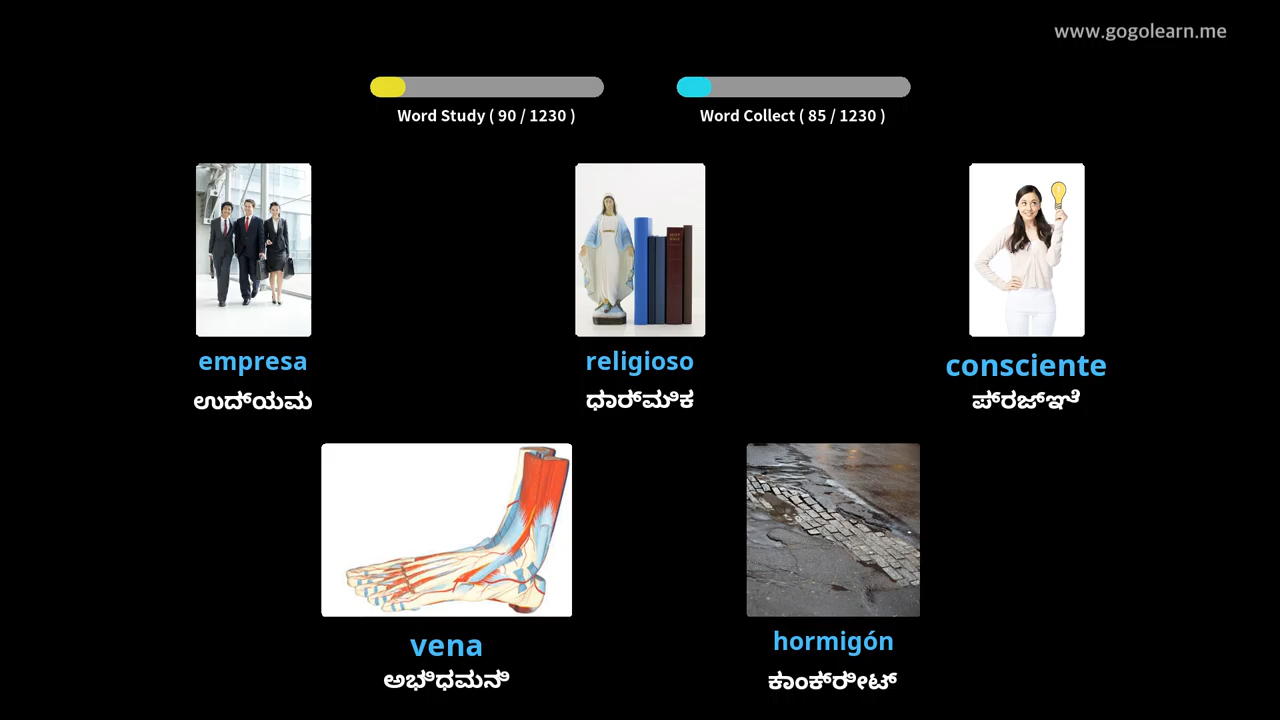 www.gogolearn.me
Word Study ( 90 / 1230 )
Word Collect ( 85 / 1230 )
empresa
ಉದ್ಯಮ
religioso
ಧಾರ್ಮಿಕ
consciente
ಪ್ರಜ್ಞೆ
vena
ಅಭಿಧಮನಿ
hormigón
ಕಾಂಕ್ರೀಟ್